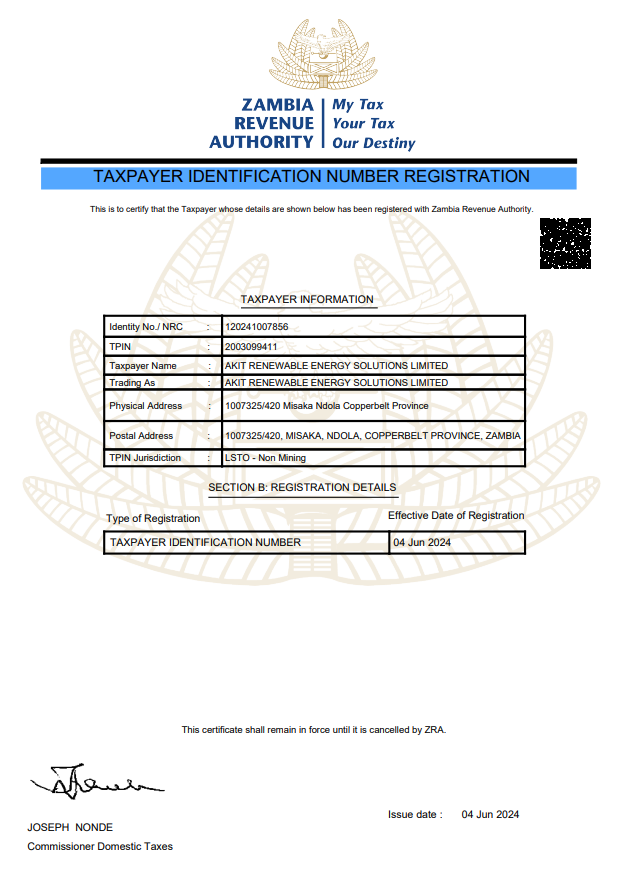 ZAMBIA
REVENUE
AUTHORITY
My Tax
Your Tax
Our Destiny
TAXPAYER IDENTIFICATION NUMBER REGISTRATION
This is to certify that the Taxpayer whose details are shown below has been registered with Zambia Revenue Authority.
TAXPAYER INFORMATION
Identity No./ NRC : 120241007856
TPIN : 2003099411
Taxpayer Name : AKIT RENEWABLE ENERGY SOLUTIONS LIMITED
Trading As : AKIT RENEWABLE ENERGY SOLUTIONS LIMITED
Physical Address : 1007325/420 Misaka Ndola Copperbelt Province
Postal Address : 1007325/420, MISAKA, NDOLA, COPPERBELT PROVINCE, ZAMBIA
TPIN Jurisdiction : LSTO - Non Mining
SECTION B: REGISTRATION DETAILS
Type of Registration Effective Date of Registration
TAXPAYER IDENTIFICATION NUMBER 04 Jun 2024
This certificate shall remain in force until it is cancelled by ZRA.
Issue date : 04 Jun 2024
JOSEPH NONDE
Commissioner Domestic Taxes